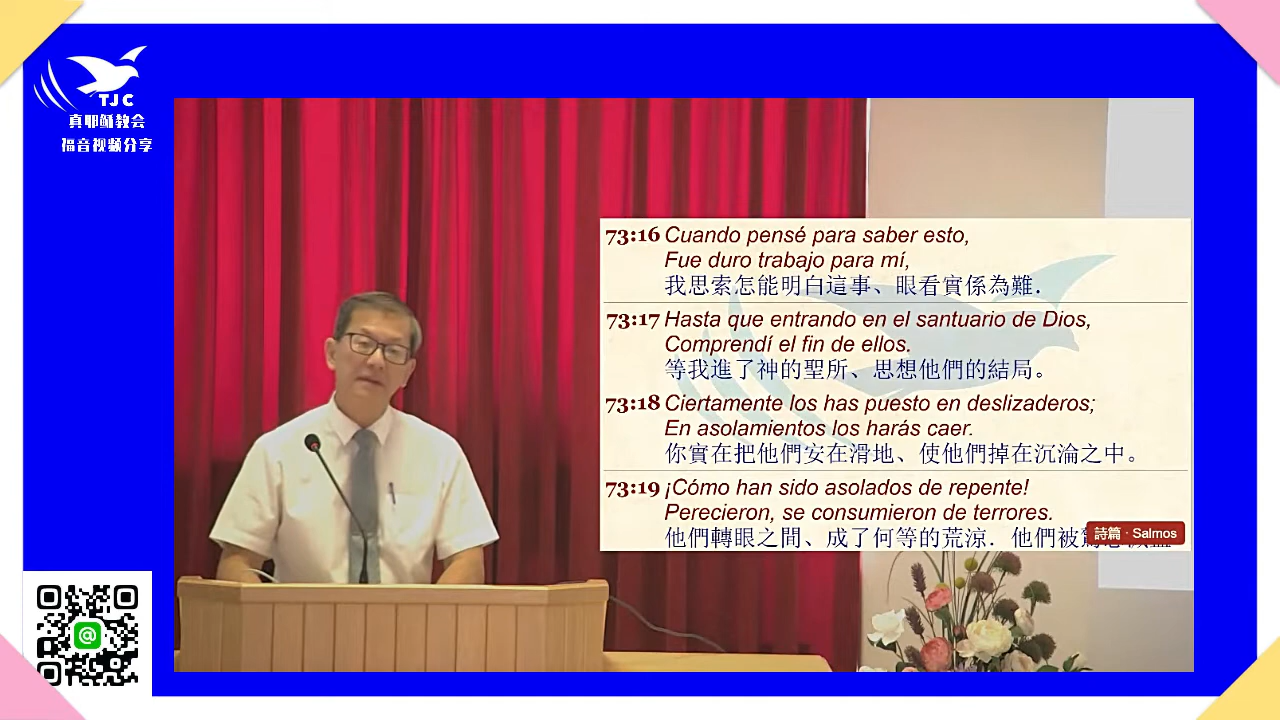 TJC
真耶稣教会
福音视频分享
73:16 Cuando pensé para saber esto,
Fue duro trabajo para mí,
我思索怎能明白這事、眼看實係為難．
73:17 Hasta que entrando en el santuario de Dios,
Comprendí el fin de ellos.
等我進了神的聖所、思想他們的結局。
73:18 Ciertamente los has puesto en deslizaderos;
En asolamientos los harás caer.
你實在把他們安在滑地、使他們掉在沉淪之中。
73:19 ¡Cómo han sido asolados de repente!
Perecieron, se consumieron de terrores.
他們轉眼之間、成了何等的荒涼．他們被
詩篇 · Salmos